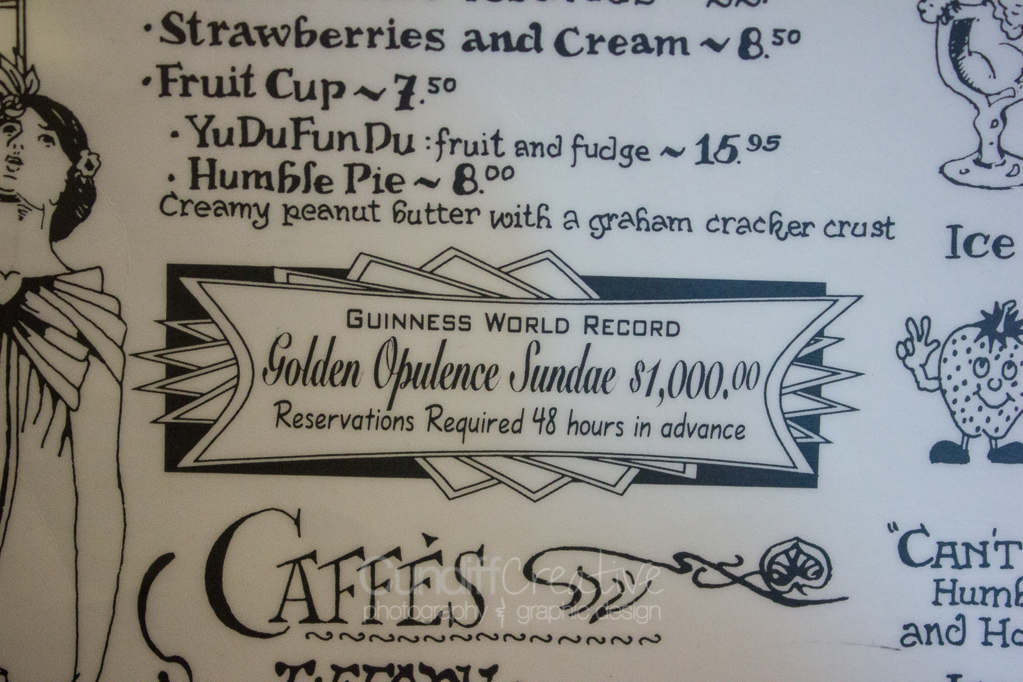 ·Strawberries and Cream ~ 8.50
·Fruit Cup ~ 7.50
·YuDuFunDu :fruit and fudge ~ 15.95
·Humble Pie ~ 8.00
Creamy peanut butter with a graham cracker crust
Ice
GUINNESS WORLD RECORD
Golden Opulence Sundae $1,000.00
Reservations Required 48 hours in advance
CAFFÉS
CundiffCreative
photography & graphic design
"CAN'T
Humb
and Ho